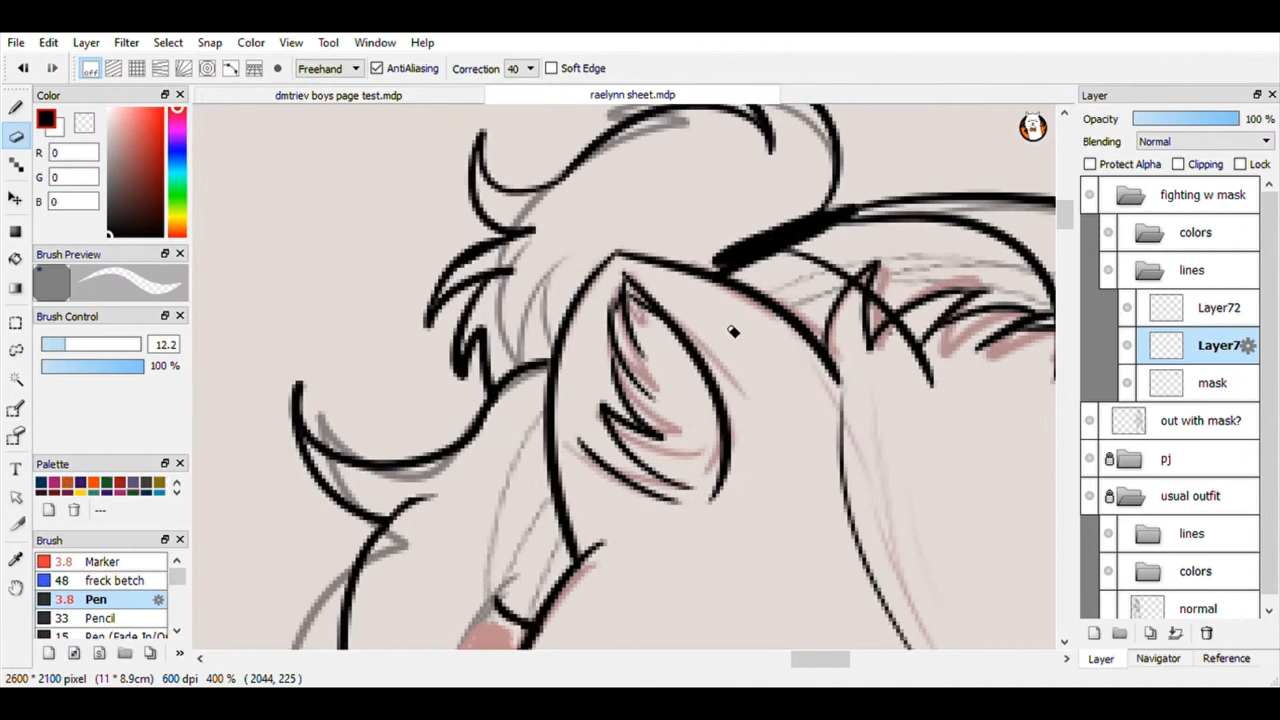 File Edit Layer Filter Select Snap Color View Tool Window Help
off Freehand AntiAliasing Correction 40 Soft Edge
Color
dmtriev boys page test.mdp
raelynn sheet.mdp
Layer
R 0
G 0
B 0
Brush Preview
Brush Control
12.2
100 %
Palette
---
Brush
3.8 Marker
48 freck betch
3.8 Pen
33 Pencil
15 Pen (Fade In/O
Opacity 100 %
Blending Normal
Protect Alpha Clipping Lock
fighting w mask
colors
lines
Layer72
Layer7
mask
out with mask?
pj
usual outfit
lines
colors
normal
Layer Navigator Reference
2600 * 2100 pixel (11 * 8.9cm) 600 dpi 400 % ( 2044, 225 )